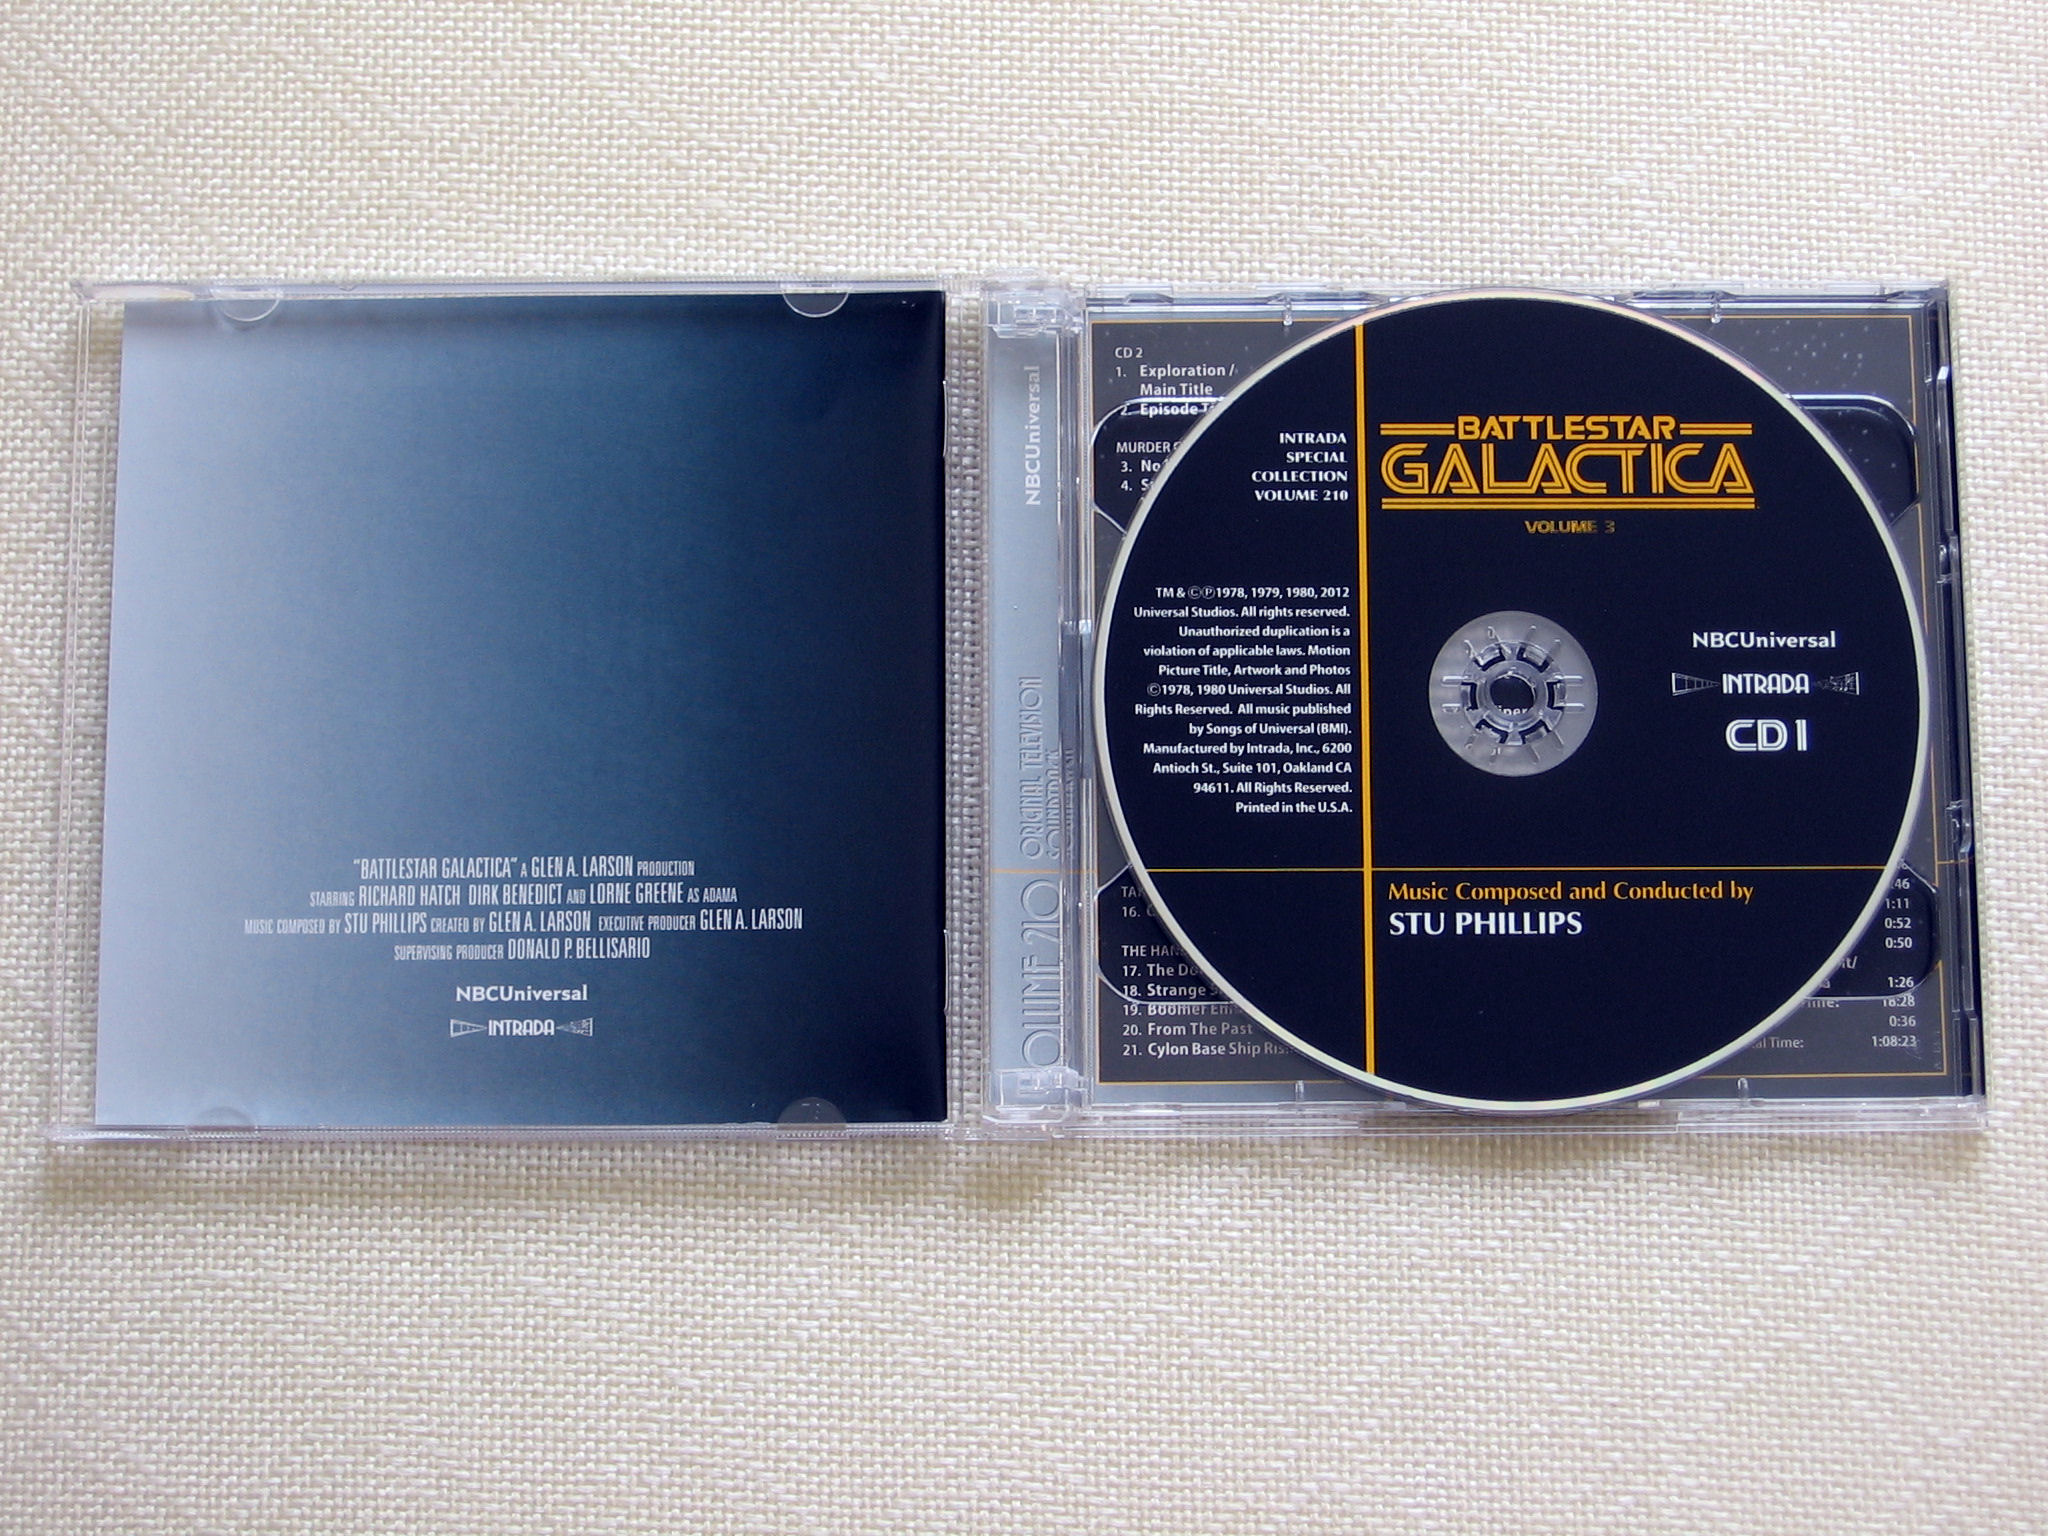 "BATTLESTAR GALACTICA" A GLEN A. LARSON PRODUCTION
STARRING RICHARD HATCH DIRK BENEDICT AND LORNE GREENE AS ADAMA
MUSIC COMPOSED BY STU PHILLIPS CREATED BY GLEN A. LARSON EXECUTIVE PRODUCER GLEN A. LARSON
SUPERVISING PRODUCER DONALD P. BELLISARIO
NBCUniversal
INTRADA
NBCUniversal
ORIGINAL TELEVISION
SOUNDTRACK
VOLUME 210
CD 2
1. Exploration /
Main Title
2. Episode
MURDER
3.
4.
INTRADA
SPECIAL
COLLECTION
VOLUME 210
BATTLESTAR
GALACTICA
VOLUME 3
TM & ©℗1978, 1979, 1980, 2012
Universal Studios. All rights reserved.
Unauthorized duplication is a
violation of applicable laws. Motion
Picture Title, Artwork and Photos
©1978, 1980 Universal Studios. All
Rights Reserved. All music published
by Songs of Universal (BMI).
Manufactured by Intrada, Inc., 6200
Antioch St., Suite 101, Oakland CA
94611. All Rights Reserved.
Printed in the U.S.A.
NBCUniversal
INTRADA
CD 1
Music Composed and Conducted by
STU PHILLIPS
16.
THE
17. The
18. Strange
19. Boomer
20. From The Past
21. Cylon Base Ship
1:11
0:52
0:50
1:26
0:36
Time: 1:08:23